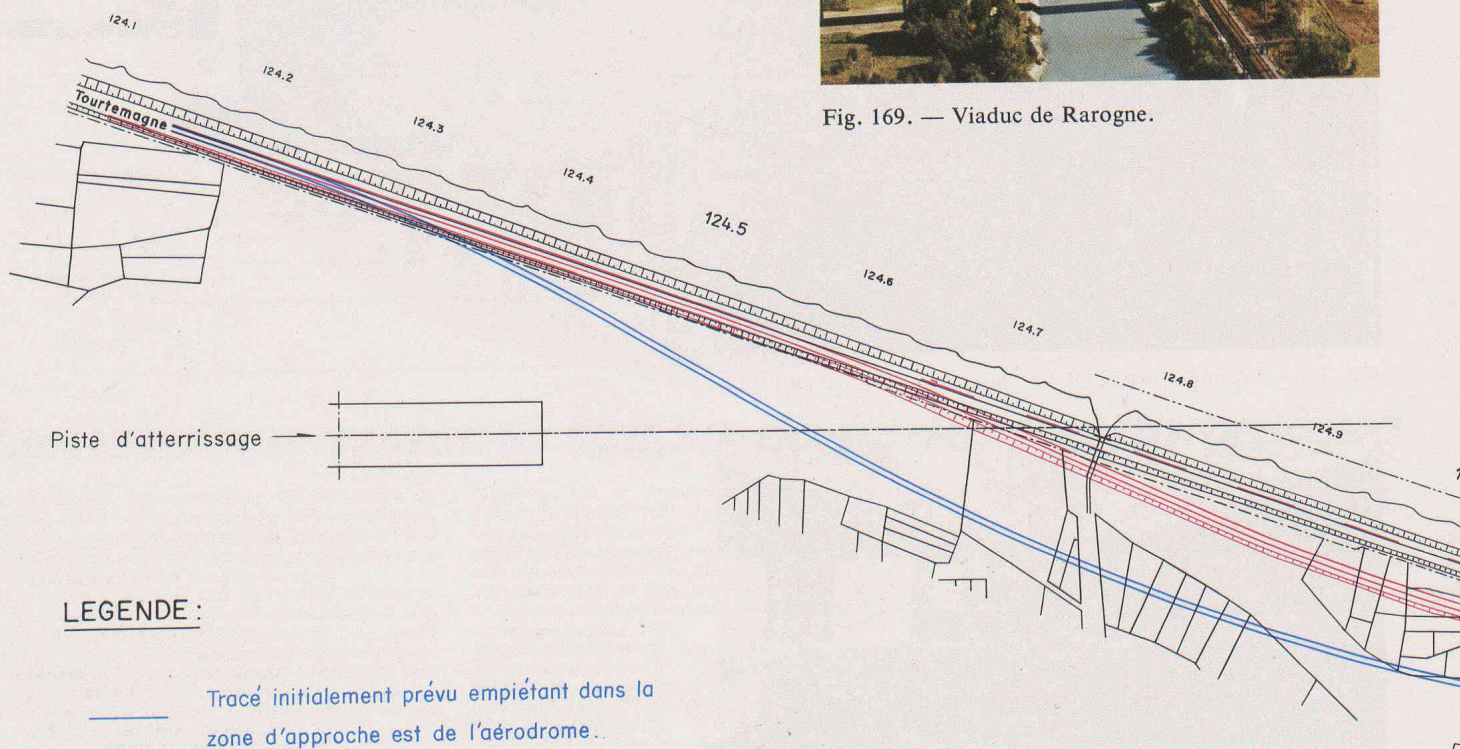 124.1
124.2
124.3
124.4
124.5
124.6
124.7
124.8
124.9
Tourtemagne
Fig. 169. — Viaduc de Rarogne.
Piste d'atterrissage
LEGENDE :
Tracé initialement prévu empiétant dans la
zone d'approche est de l'aérodrome.